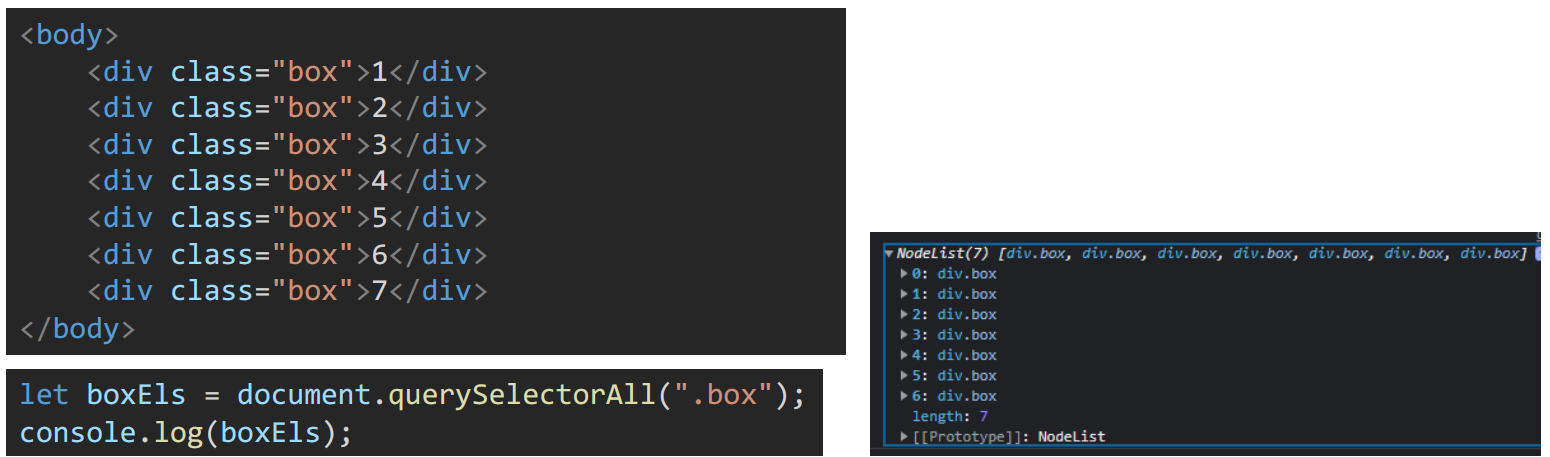 <body>
    <div class="box">1</div>
    <div class="box">2</div>
    <div class="box">3</div>
    <div class="box">4</div>
    <div class="box">5</div>
    <div class="box">6</div>
    <div class="box">7</div>
</body>
let boxEls = document.querySelectorAll(".box");
console.log(boxEls);
NodeList(7) [div.box, div.box, div.box, div.box, div.box, div.box, div.box]
0: div.box
1: div.box
2: div.box
3: div.box
4: div.box
5: div.box
6: div.box
length: 7
[[Prototype]]: NodeList